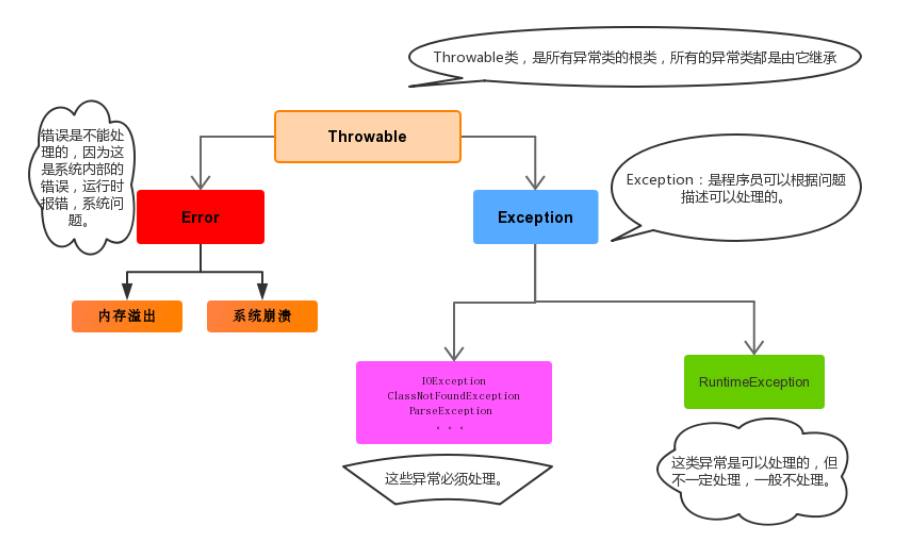 Throwable类，是所有异常类的根类，所有的异常类都是由它继承
Throwable
错误是不能处
理的，因为这
是系统内部的
错误，运行时
报错，系统问
题。
Exception：是程序员可以根据问题
描述可以处理的。
Error
Exception
内存溢出
系统崩溃
IOException
ClassNotFoundException
ParseException
. . .
RuntimeException
这些异常必须处理。
这类异常是可以处理的，但
不一定处理，一般不处理。